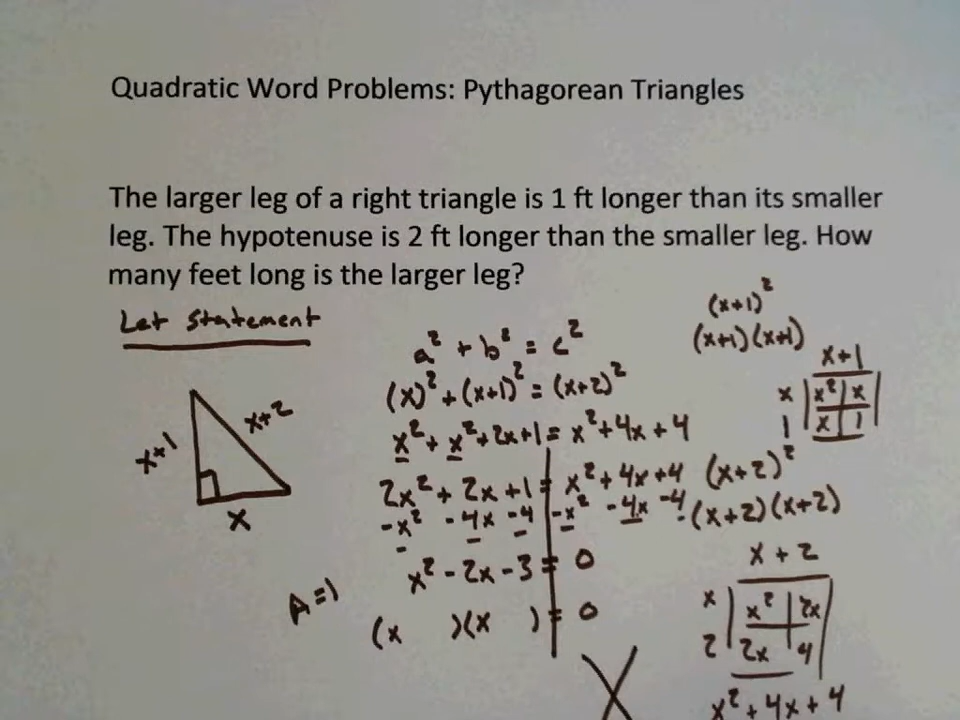 Quadratic Word Problems: Pythagorean Triangles
The larger leg of a right triangle is 1 ft longer than its smaller
leg. The hypotenuse is 2 ft longer than the smaller leg. How
many feet long is the larger leg?
Let Statement
x+1
x+2
x
a² + b² = c²
(x)² + (x+1)² = (x+2)²
x² + x² + 2x + 1 = x² + 4x + 4
2x² + 2x + 1 = x² + 4x + 4
-x² - 4x - 4 -x² - 4x - 4
x² - 2x - 3 = 0
A=1
(x )(x ) = 0
(x+1)²
(x+1)(x+1)
x+1
x x² x
1 x 1
(x+2)²
(x+2)(x+2)
x + 2
x x² 2x
2 2x 4
x² + 4x + 4